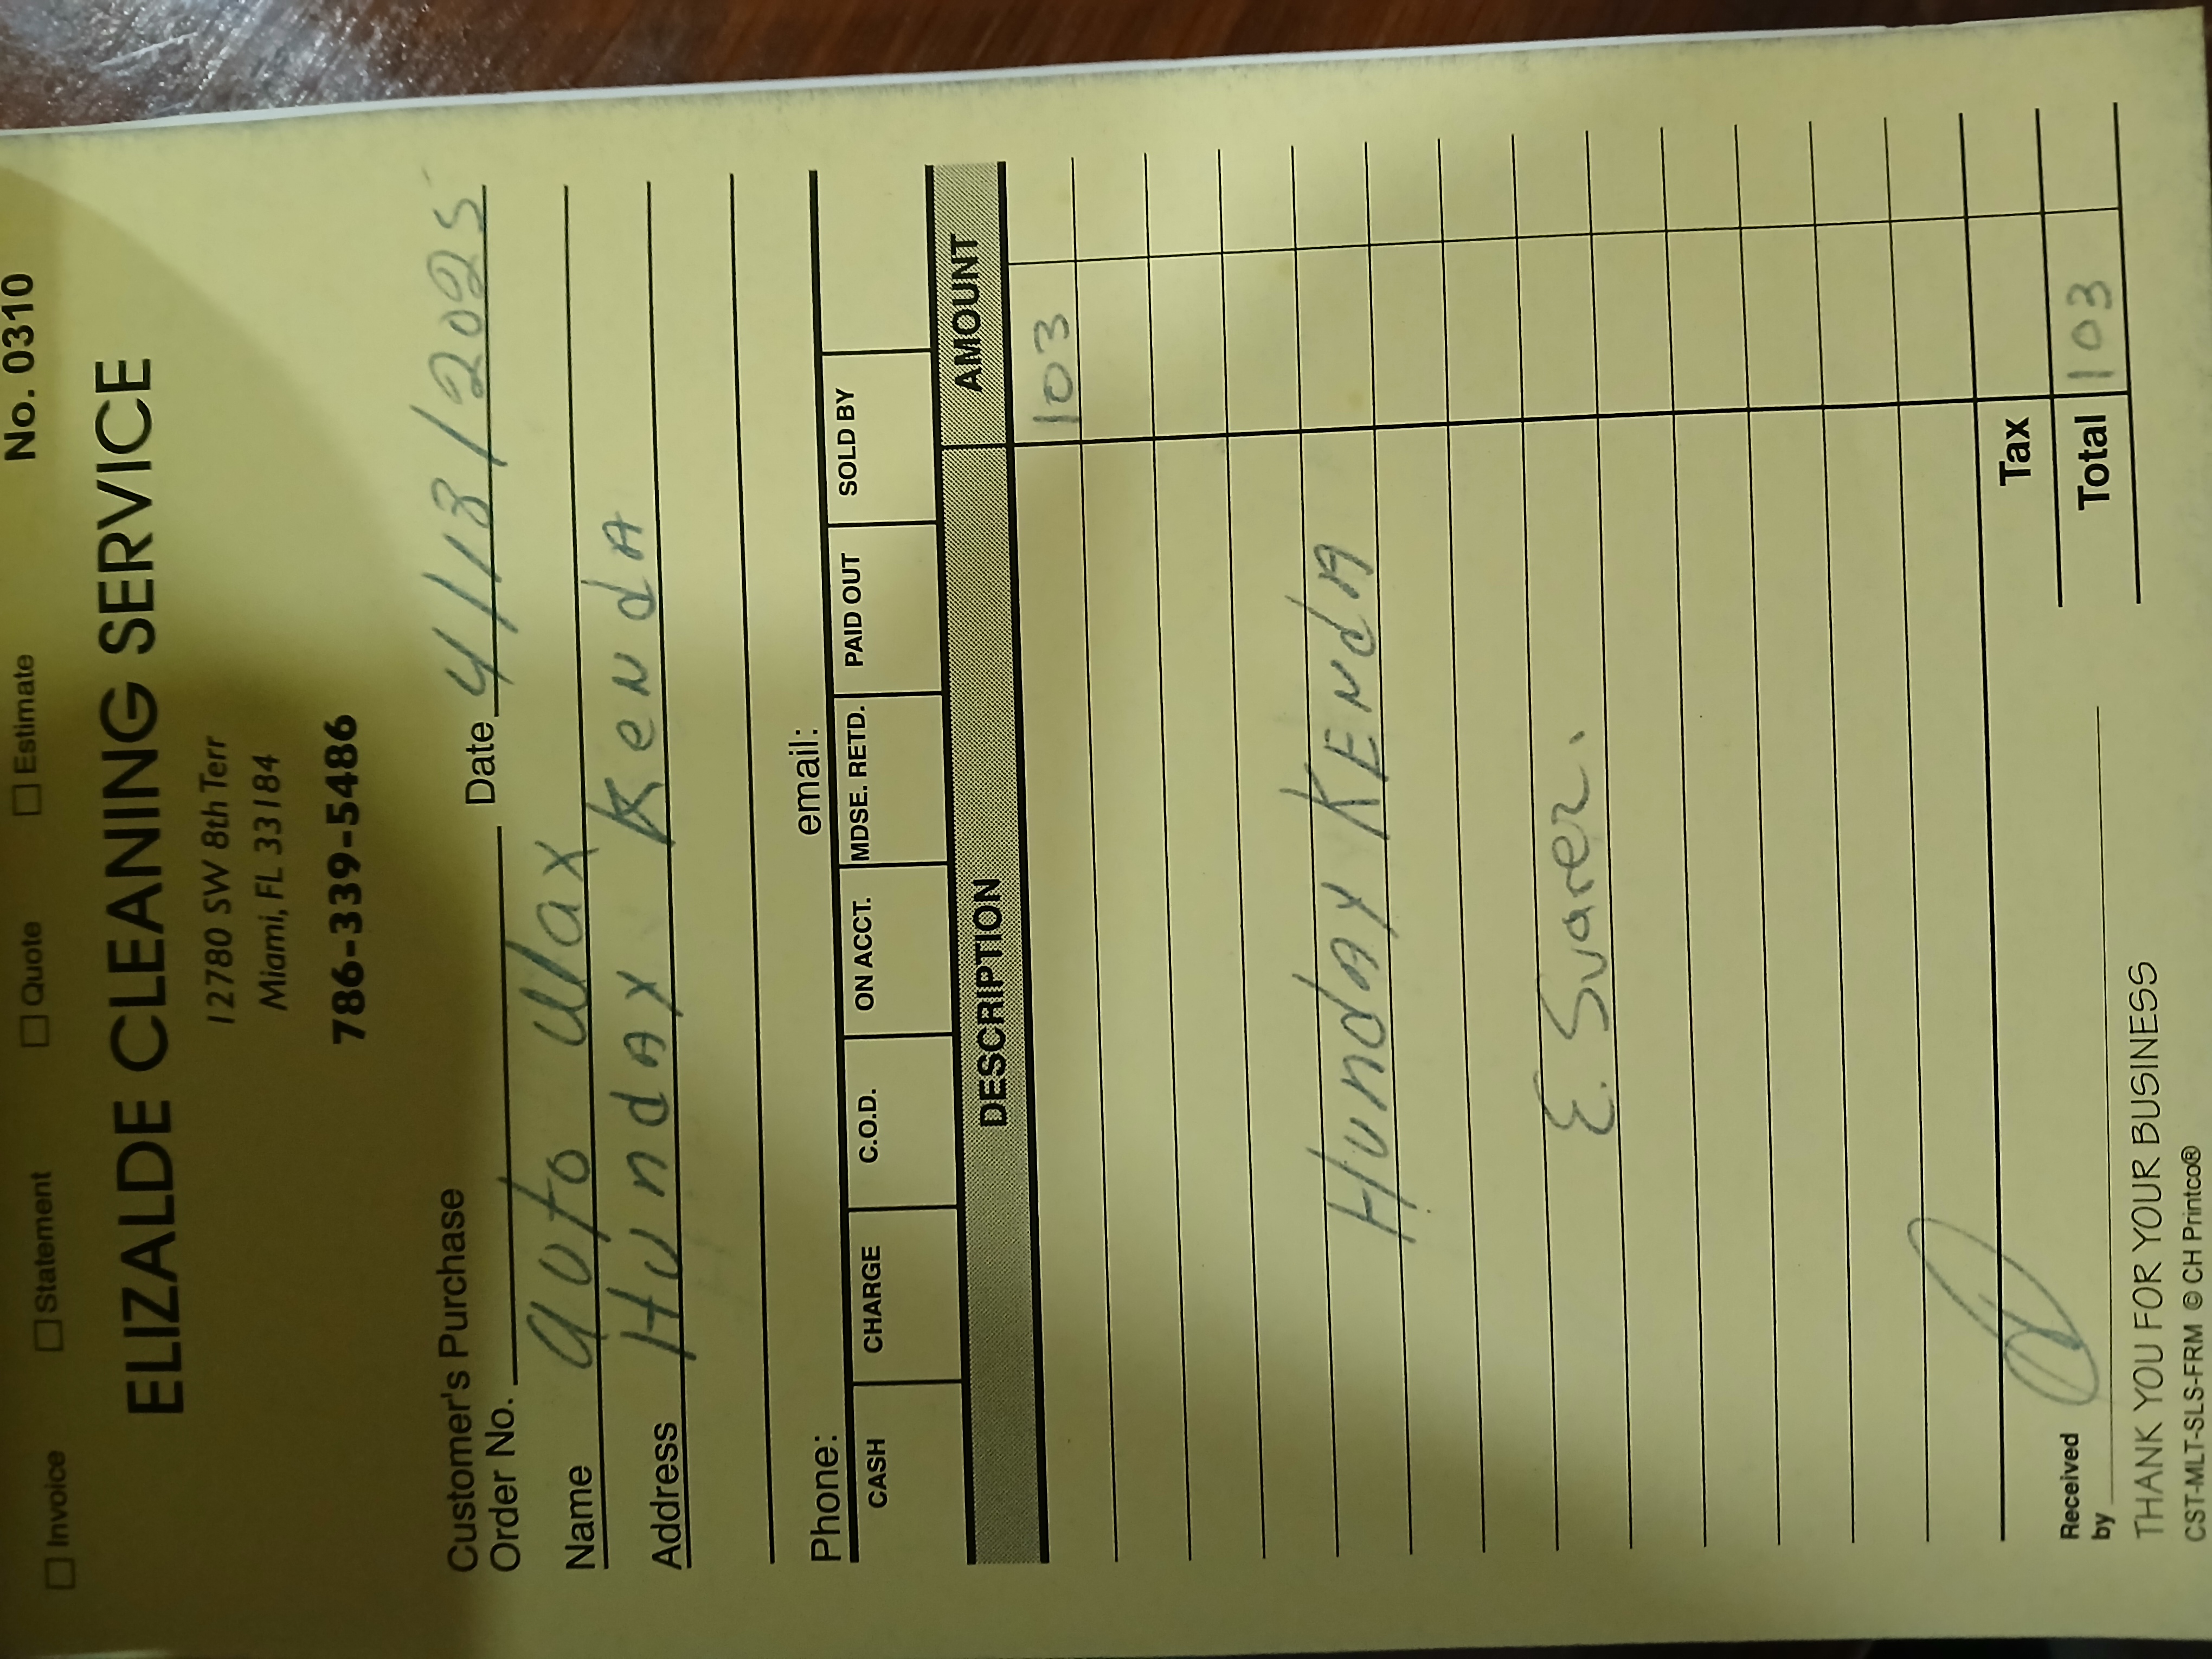 Invoice Statement Quote Estimate No. 0310
ELIZALDE CLEANING SERVICE
12780 SW 8th Terr
Miami, FL 33184
786-339-5486
Customer's Purchase
Order No. Date 4/13/2025
Name auto Wax
Address HundAy KendA
Phone: email:
CASH CHARGE C.O.D. ON ACCT. MDSE. RETD. PAID OUT SOLD BY
DESCRIPTION AMOUNT
103
HundAy KEndA
E. Svarez.
Tax
Received
by Total 103
THANK YOU FOR YOUR BUSINESS
CST-MLT-SLS-FRM © CH Printco®